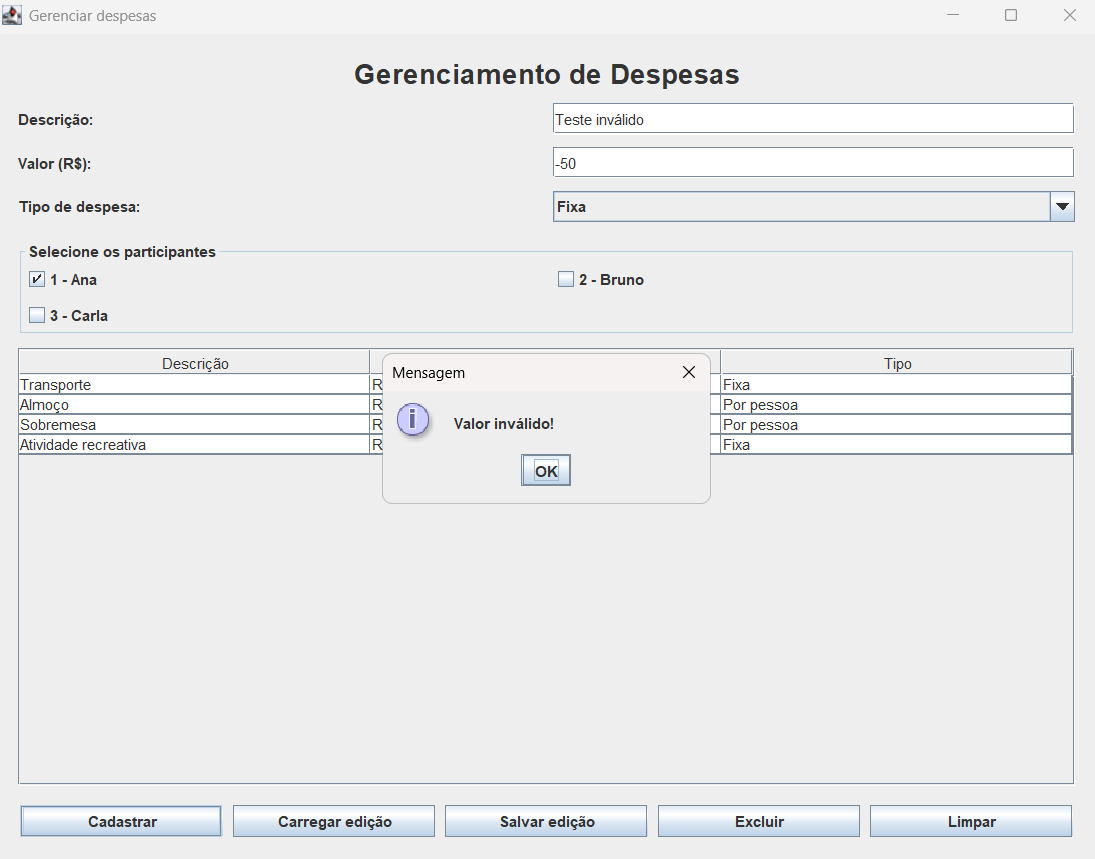 Gerenciar despesas
Gerenciamento de Despesas
Descrição: Teste inválido
Valor (R$): -50
Tipo de despesa: Fixa
Selecione os participantes
1 - Ana 2 - Bruno
3 - Carla
Descrição Tipo
Transporte R Fixa
Almoço R Por pessoa
Sobremesa R Por pessoa
Atividade recreativa R Fixa
Mensagem
Valor inválido!
OK
Cadastrar Carregar edição Salvar edição Excluir Limpar